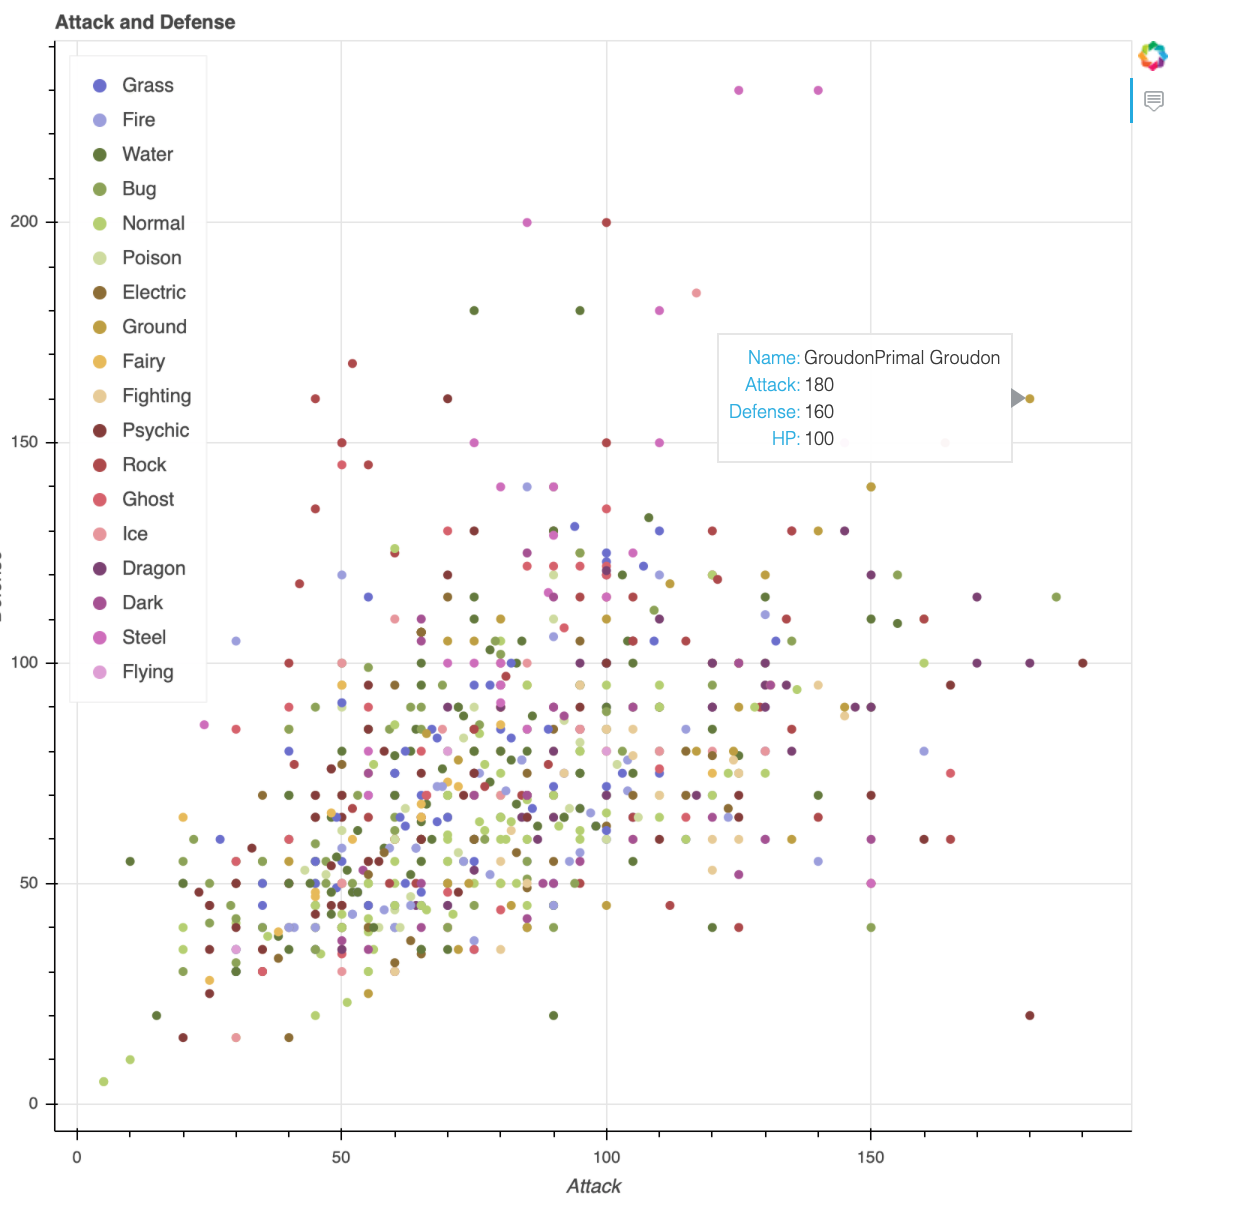 Attack and Defense
Grass
Fire
Water
Bug
Normal
Poison
Electric
Ground
Fairy
Fighting
Psychic
Rock
Ghost
Ice
Dragon
Dark
Steel
Flying
Name: GroudonPrimal Groudon
Attack: 180
Defense: 160
HP: 100
200
150
100
50
0
0 50 100 150
Attack